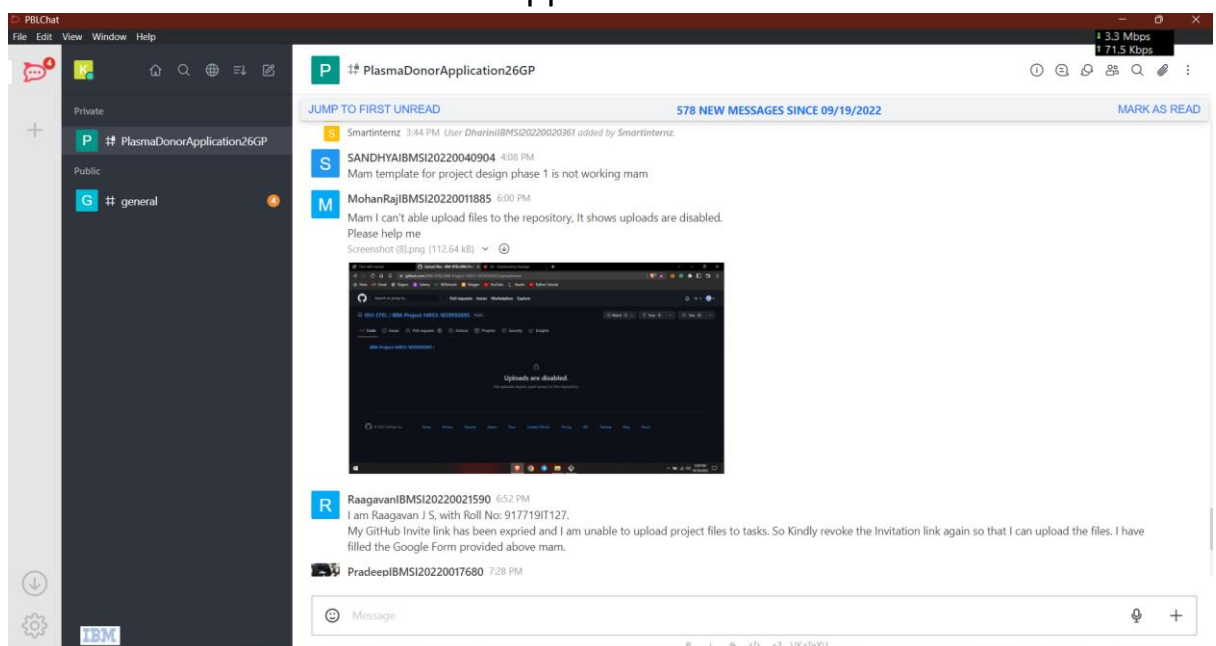 PBLChat
File Edit View Window Help
3.3 Mbps
71.5 Kbps
4
K
P # PlasmaDonorApplication26GP
Private
P # PlasmaDonorApplication26GP
Public
G # general 4
IBM
JUMP TO FIRST UNREAD 578 NEW MESSAGES SINCE 09/19/2022 MARK AS READ
S Smartinternz 3:44 PM User DhariniIBMSI20220020361 added by Smartinternz.
S SANDHYAIBMSI20220040904 4:08 PM
Mam template for project design phase 1 is not working mam
M MohanRajIBMSI20220011885 6:00 PM
Mam I can't able upload files to the repository, It shows uploads are disabled.
Please help me
Screenshot (8).png (112.64 kB)
Pull requests Issues Marketplace Explore
Uploads are disabled.
R RaagavanIBMSI20220021590 6:52 PM
I am Raagavan J S, with Roll No: 917719IT127.
My GitHub Invite link has been expried and I am unable to upload project files to tasks. So Kindly revoke the Invitation link again so that I can upload the files. I have
filled the Google Form provided above mam.
PradeepIBMSI20220017680 7:28 PM
Message